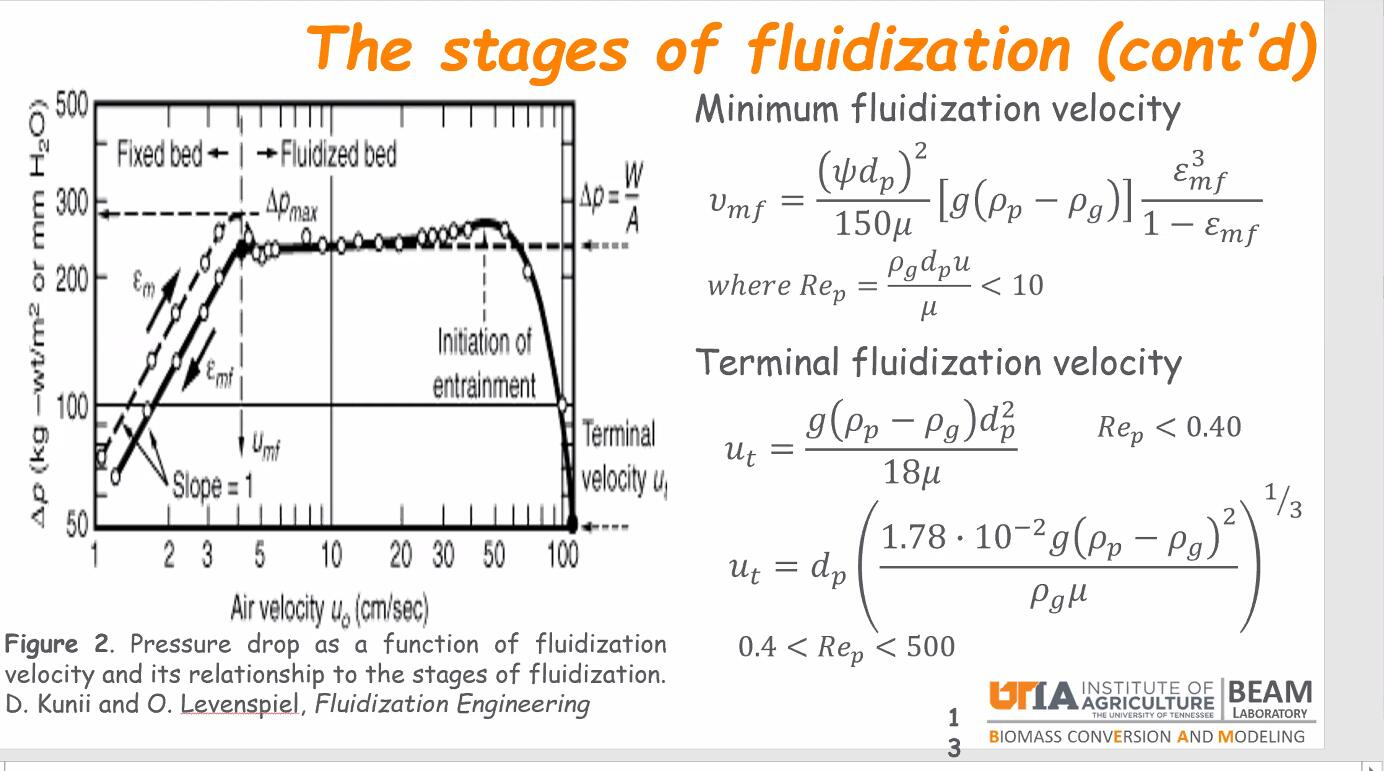 The stages of fluidization (cont'd)
Δp (kg –wt/m² or mm H₂O)
500
300
200
100
50
Fixed bed ← → Fluidized bed
Δp_max
Δp = W/A
ε_m
ε_mf
Initiation of
entrainment
u_mf
Slope = 1
Terminal
velocity u_t
1 2 3 5 10 20 30 50 100
Air velocity u_o (cm/sec)
Figure 2. Pressure drop as a function of fluidization
velocity and its relationship to the stages of fluidization.
D. Kunii and O. Levenspiel, Fluidization Engineering
Minimum fluidization velocity
υ_mf = (ψd_p)²/150μ [g(ρ_p − ρ_g)] ε³_mf/1 − ε_mf
where Re_p = ρ_g d_p u/μ < 10
Terminal fluidization velocity
u_t = g(ρ_p − ρ_g)d_p²/18μ Re_p < 0.40
u_t = d_p (1.78 · 10⁻² g(ρ_p − ρ_g)²/ρ_g μ)^1/3
0.4 < Re_p < 500
13
UTIA INSTITUTE OF
AGRICULTURE
THE UNIVERSITY OF TENNESSEE
BEAM
LABORATORY
BIOMASS CONVERSION AND MODELING